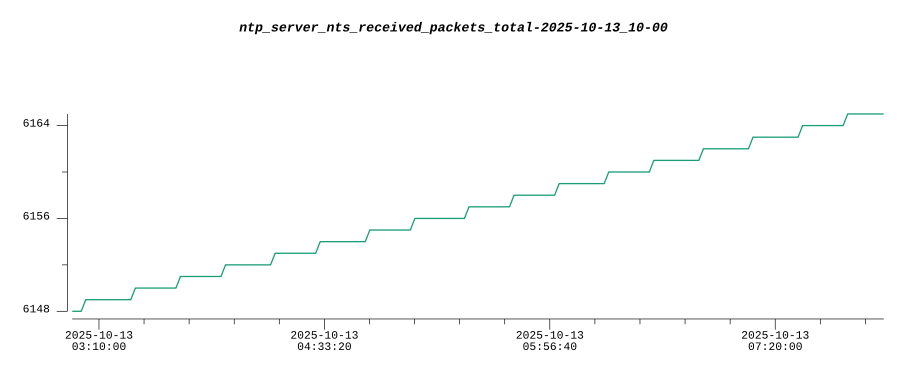 ntp_server_nts_received_packets_total-2025-10-13_10-00
6164
6156
6148
2025-10-13 2025-10-13 2025-10-13 2025-10-13
03:10:00 04:33:20 05:56:40 07:20:00